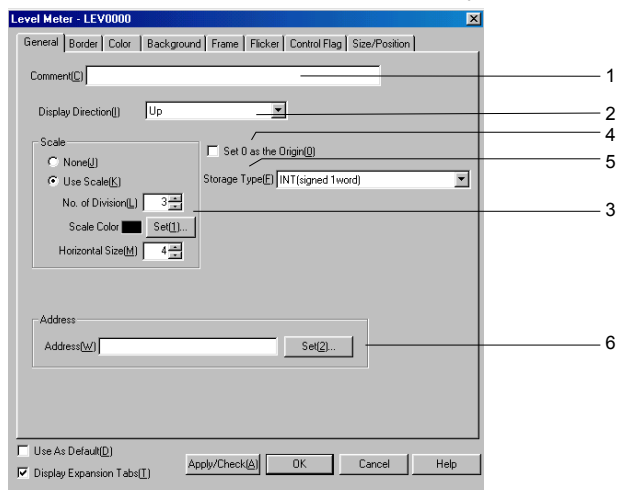 Level Meter - LEV0000
General Border Color Background Frame Flicker Control Flag Size/Position
Comment(C) 1
Display Direction(I) Up 2
4
Scale Set 0 as the Origin(O)
5
None(J)
Use Scale(K) Storage Type(F) INT(signed 1word)
No. of Division(L) 3 3
Scale Color Set(1)...
Horizontal Size(M) 4
Address
Address(W) Set(2)... 6
Use As Default(D)
Display Expansion Tabs(T) Apply/Check(A) OK Cancel Help